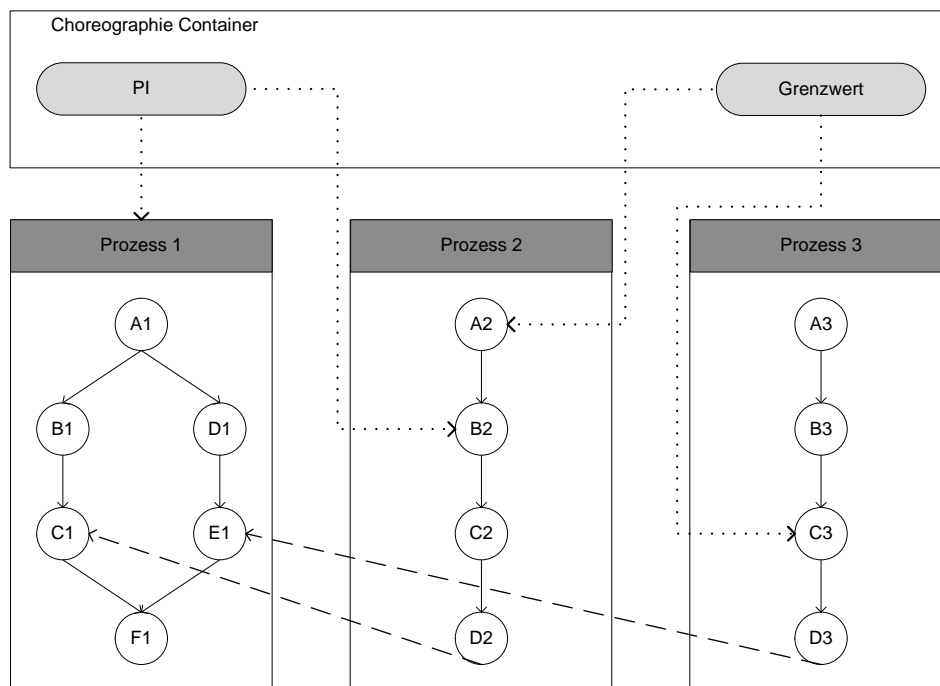 Choreographie Container
PI
Grenzwert
Prozess 1
Prozess 2
Prozess 3
A1
A2
A3
B1
D1
B2
B3
C1
E1
C2
C3
F1
D2
D3